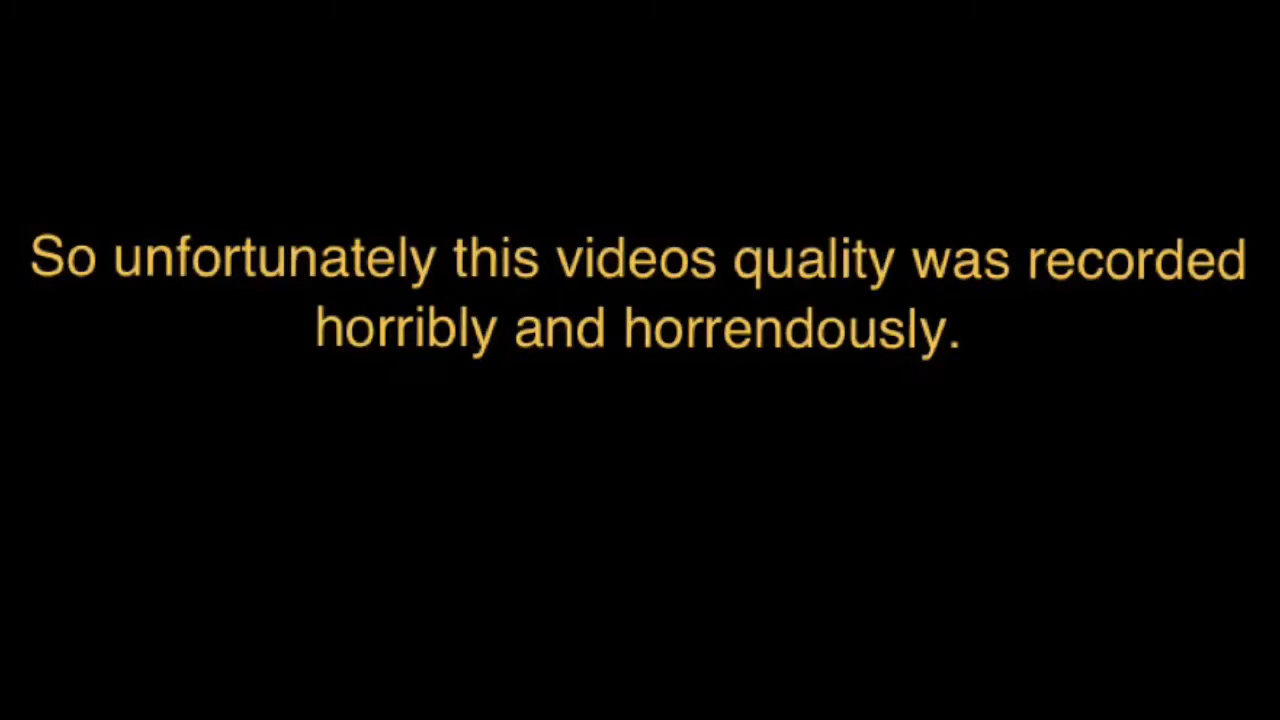 So unfortunately this videos quality was recorded
horribly and horrendously.